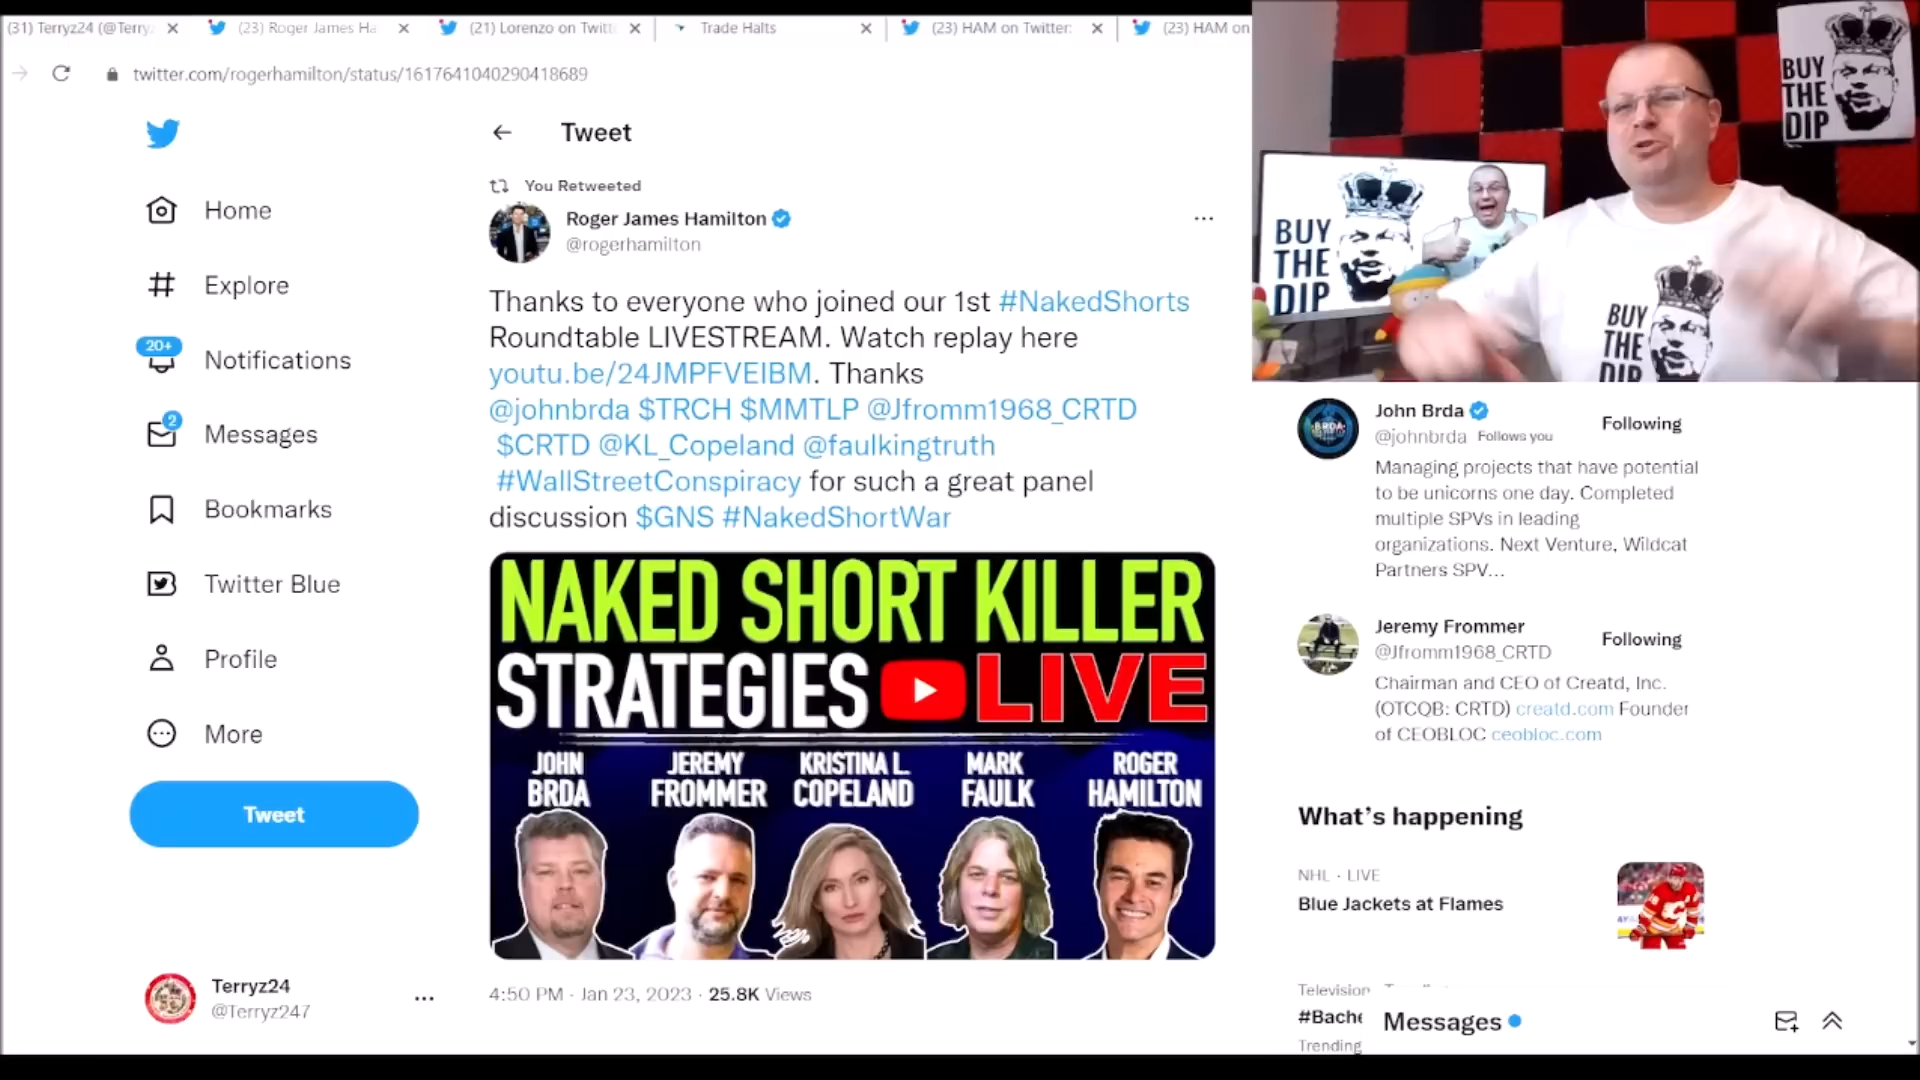 (31) Terryz24 (@Terryz
(23) Roger James Ha
(21) Lorenzo on Twitt
Trade Halts
(23) HAM on Twitter:
(23) HAM on
twitter.com/rogerhamilton/status/1617641040290418689
Home
Explore
20+
Notifications
2
Messages
Bookmarks
Twitter Blue
Profile
More
Tweet
Terryz24
@Terryz247
Tweet
You Retweeted
Roger James Hamilton
@rogerhamilton
Thanks to everyone who joined our 1st #NakedShorts
Roundtable LIVESTREAM. Watch replay here
youtu.be/24JMPFVEIBM. Thanks
@johnbrda $TRCH $MMTLP @Jfromm1968_CRTD
$CRTD @KL_Copeland @faulkingtruth
#WallStreetConspiracy for such a great panel
discussion $GNS #NakedShortWar
NAKED SHORT KILLER
STRATEGIES LIVE
JOHN BRDA
JEREMY FROMMER
KRISTINA L. COPELAND
MARK FAULK
ROGER HAMILTON
4:50 PM · Jan 23, 2023 · 25.8K Views
BUY
THE
DIP
BUY
THE
DIP
BUY
THE
DIP
John Brda
@johnbrda Follows you
Following
Managing projects that have potential
to be unicorns one day. Completed
multiple SPVs in leading
organizations. Next Venture, Wildcat
Partners SPV...
Jeremy Frommer
@Jfromm1968_CRTD
Following
Chairman and CEO of Creatd, Inc.
(OTCQB: CRTD) creatd.com Founder
of CEOBLOC ceobloc.com
What's happening
NHL · LIVE
Blue Jackets at Flames
Television
#Bache
Trending
Messages